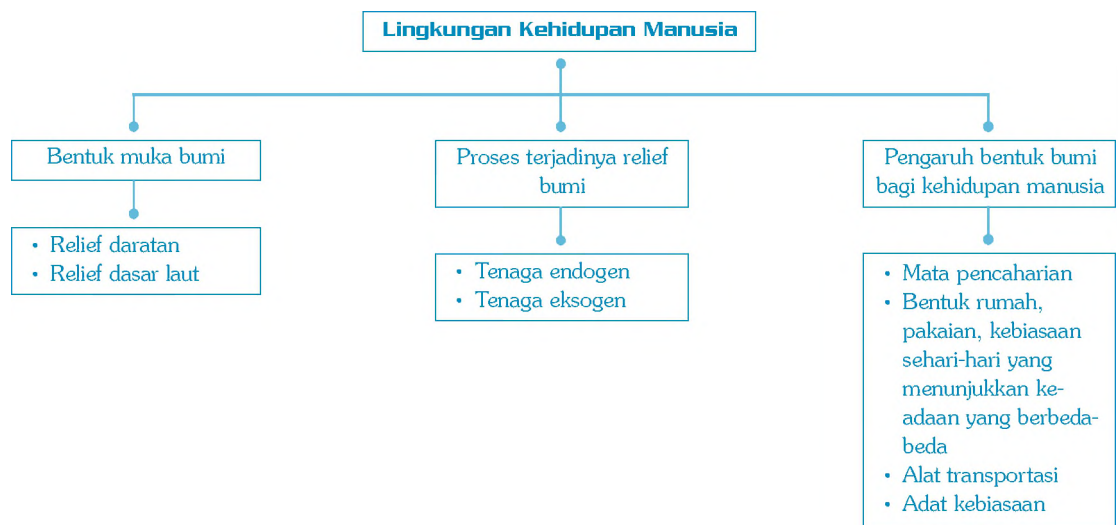 Lingkungan Kehidupan Manusia
Bentuk muka bumi
• Relief daratan
• Relief dasar laut
Proses terjadinya relief
bumi
• Tenaga endogen
• Tenaga eksogen
Pengaruh bentuk bumi
bagi kehidupan manusia
• Mata pencaharian
• Bentuk rumah,
pakaian, kebiasaan
sehari-hari yang
menunjukkan ke-
adaan yang berbeda-
beda
• Alat transportasi
• Adat kebiasaan